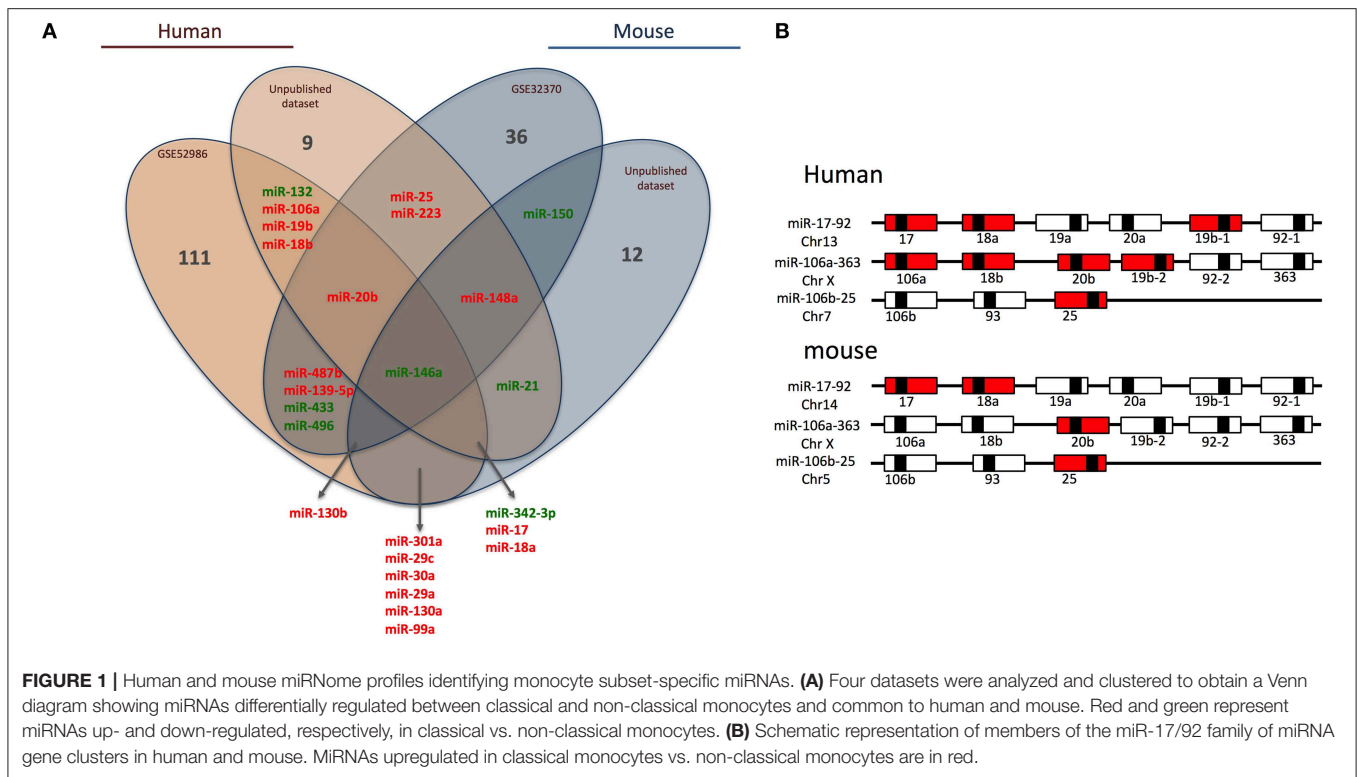 A
Human
Mouse
Unpublished
dataset
GSE32370
9
36
GSE52986
Unpublished
dataset
miR-132
miR-106a
miR-19b
miR-18b
miR-25
miR-223
miR-150
111
12
miR-20b
miR-148a
miR-487b
miR-139-5p
miR-433
miR-496
miR-146a
miR-21
miR-130b
miR-301a
miR-29c
miR-30a
miR-29a
miR-130a
miR-99a
miR-342-3p
miR-17
miR-18a
B
Human
miR-17-92
Chr13
17 18a 19a 20a 19b-1 92-1
miR-106a-363
Chr X
106a 18b 20b 19b-2 92-2 363
miR-106b-25
Chr7
106b 93 25
mouse
miR-17-92
Chr14
17 18a 19a 20a 19b-1 92-1
miR-106a-363
Chr X
106a 18b 20b 19b-2 92-2 363
miR-106b-25
Chr5
106b 93 25
FIGURE 1 | Human and mouse miRNome profiles identifying monocyte subset-specific miRNAs. (A) Four datasets were analyzed and clustered to obtain a Venn
diagram showing miRNAs differentially regulated between classical and non-classical monocytes and common to human and mouse. Red and green represent
miRNAs up- and down-regulated, respectively, in classical vs. non-classical monocytes. (B) Schematic representation of members of the miR-17/92 family of miRNA
gene clusters in human and mouse. MiRNAs upregulated in classical monocytes vs. non-classical monocytes are in red.